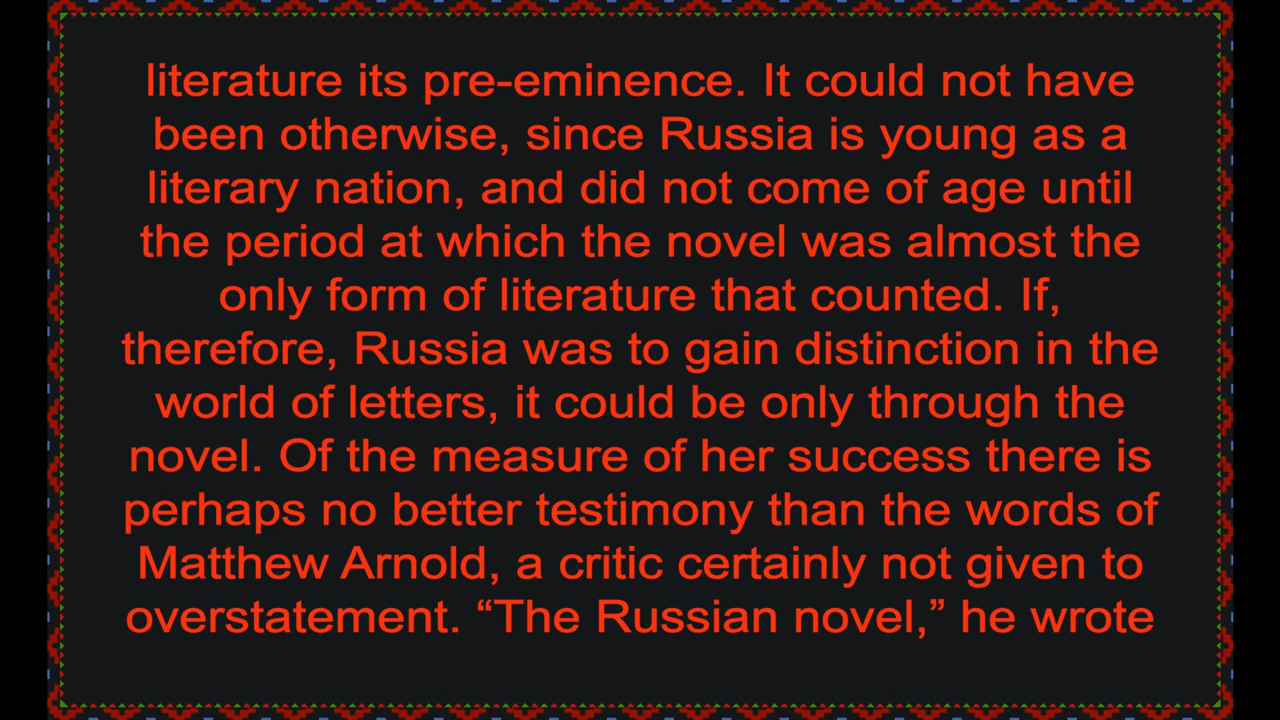 literature its pre-eminence. It could not have
been otherwise, since Russia is young as a
literary nation, and did not come of age until
the period at which the novel was almost the
only form of literature that counted. If,
therefore, Russia was to gain distinction in the
world of letters, it could be only through the
novel. Of the measure of her success there is
perhaps no better testimony than the words of
Matthew Arnold, a critic certainly not given to
overstatement. “The Russian novel,” he wrote